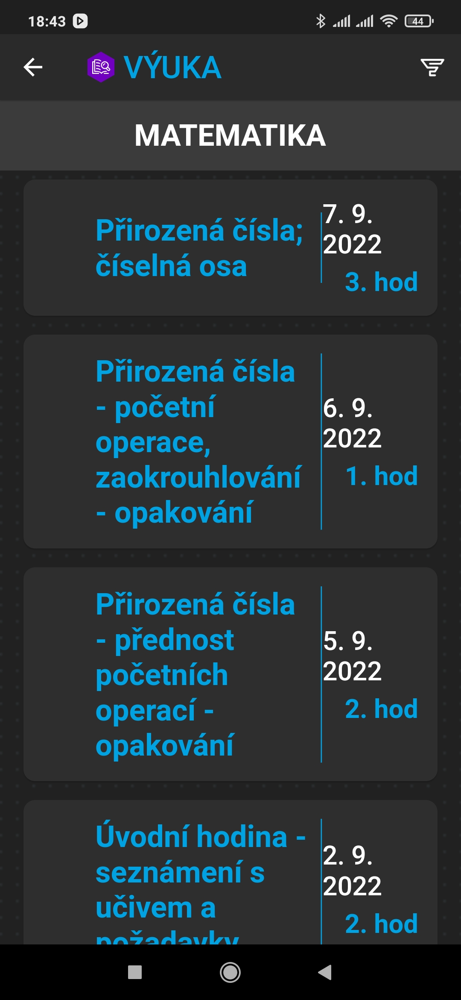 18:43
44
VÝUKA
MATEMATIKA
Přirozená čísla;
číselná osa
7. 9.
2022
3. hod
Přirozená čísla
- početní
operace,
zaokrouhlování
- opakování
6. 9.
2022
1. hod
Přirozená čísla
- přednost
početních
operací -
opakování
5. 9.
2022
2. hod
Úvodní hodina -
seznámení s
učivem a
požadavky
2. 9.
2022
2. hod